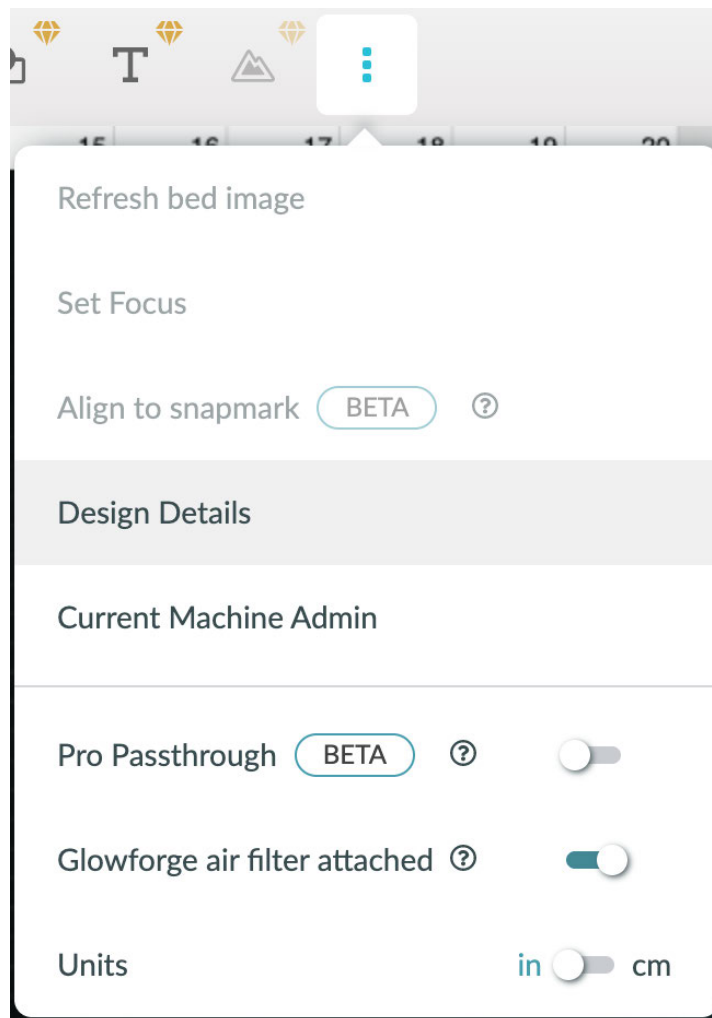 T
15 16 17 18 19 20
Refresh bed image
Set Focus
Align to snapmark BETA ?
Design Details
Current Machine Admin
Pro Passthrough BETA ?
Glowforge air filter attached ?
Units in cm